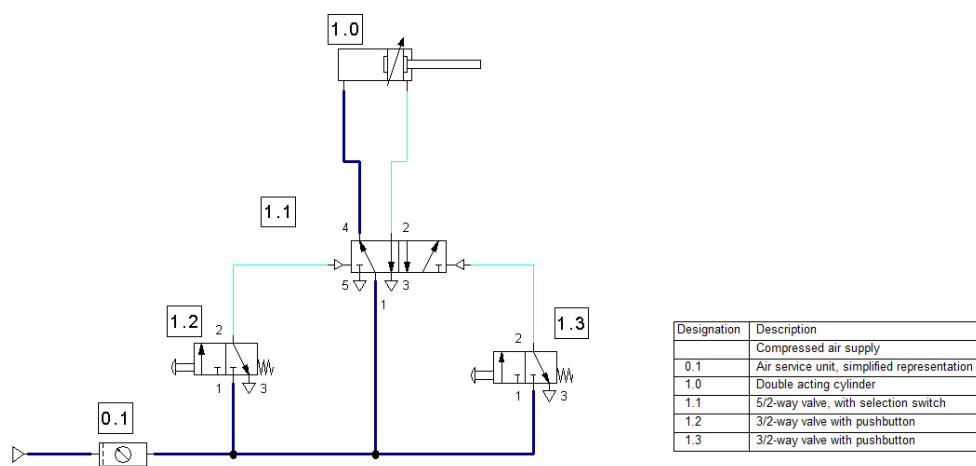 1.0
1.1
4
2
5
3
1
1.2
2
1
3
1.3
2
1
3
0.1
Designation Description
Compressed air supply
0.1 Air service unit, simplified representation
1.0 Double acting cylinder
1.1 5/2-way valve, with selection switch
1.2 3/2-way valve with pushbutton
1.3 3/2-way valve with pushbutton